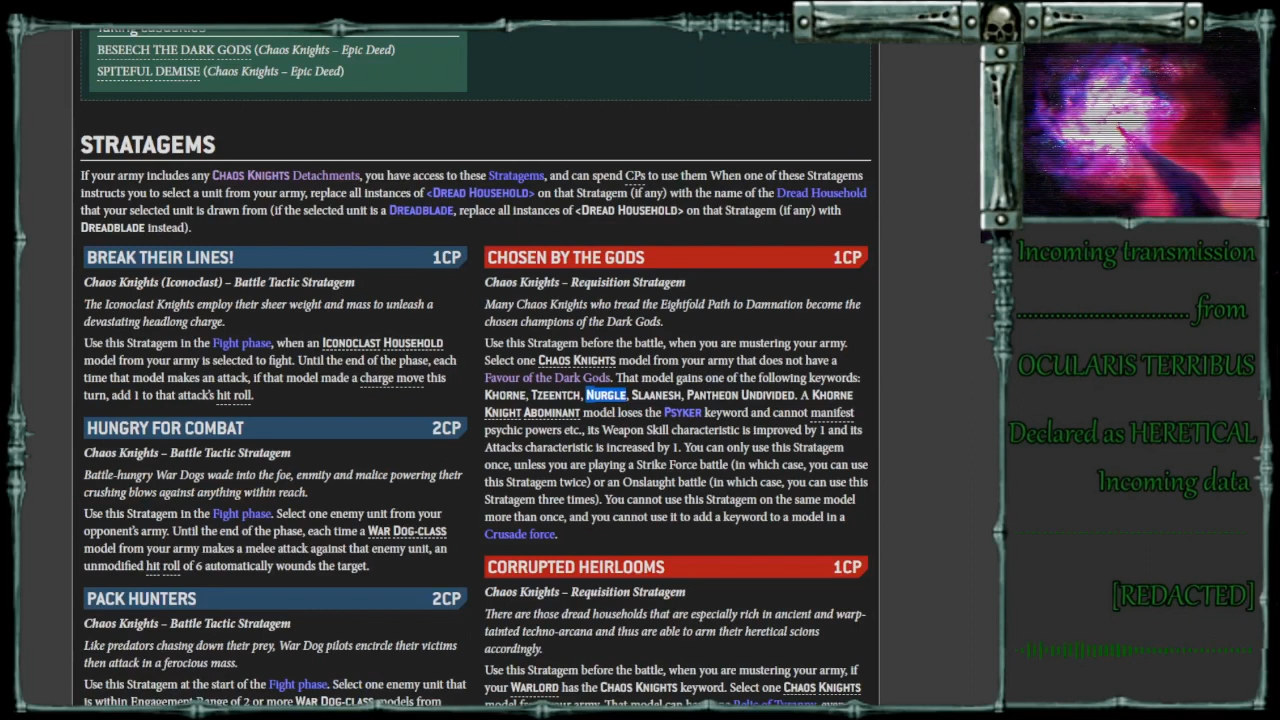 Taking Casualties
BESEECH THE DARK GODS (Chaos Knights – Epic Deed)
SPITEFUL DEMISE (Chaos Knights – Epic Deed)
STRATAGEMS
If your army includes any CHAOS KNIGHTS Detachments, you have access to these Stratagems, and can spend CPs to use them When one of these Stratagems
instructs you to select a unit from your army, replace all instances of <DREAD HOUSEHOLD> on that Stratagem (if any) with the name of the Dread Household
that your selected unit is drawn from (if the selected unit is a DREADBLADE, replace all instances of <DREAD HOUSEHOLD> on that Stratagem (if any) with
DREADBLADE instead).
BREAK THEIR LINES! 1CP
Chaos Knights (Iconoclast) – Battle Tactic Stratagem
The Iconoclast Knights employ their sheer weight and mass to unleash a
devastating headlong charge.
Use this Stratagem in the Fight phase, when an ICONOCLAST HOUSEHOLD
model from your army is selected to fight. Until the end of the phase, each
time that model makes an attack, if that model made a charge move this
turn, add 1 to that attack's hit roll.
HUNGRY FOR COMBAT 2CP
Chaos Knights – Battle Tactic Stratagem
Battle-hungry War Dogs wade into the foe, enmity and malice powering their
crushing blows against anything within reach.
Use this Stratagem in the Fight phase. Select one enemy unit from your
opponent's army. Until the end of the phase, each time a WAR DOG-CLASS
model from your army makes a melee attack against that enemy unit, an
unmodified hit roll of 6 automatically wounds the target.
PACK HUNTERS 2CP
Chaos Knights – Battle Tactic Stratagem
Like predators chasing down their prey, War Dog pilots encircle their victims
then attack in a ferocious mass.
Use this Stratagem at the start of the Fight phase. Select one enemy unit that
is within Engagement Range of 2 or more WAR DOG-CLASS models from
CHOSEN BY THE GODS 1CP
Chaos Knights – Requisition Stratagem
Many Chaos Knights who tread the Eightfold Path to Damnation become the
chosen champions of the Dark Gods.
Use this Stratagem before the battle, when you are mustering your army.
Select one CHAOS KNIGHTS model from your army that does not have a
Favour of the Dark Gods. That model gains one of the following keywords:
KHORNE, TZEENTCH, NURGLE, SLAANESH, PANTHEON UNDIVIDED. A KHORNE
KNIGHT ABOMINANT model loses the PSYKER keyword and cannot manifest
psychic powers etc., its Weapon Skill characteristic is improved by 1 and its
Attacks characteristic is increased by 1. You can only use this Stratagem
once, unless you are playing a Strike Force battle (in which case, you can use
this Stratagem twice) or an Onslaught battle (in which case, you can use this
Stratagem three times). You cannot use this Stratagem on the same model
more than once, and you cannot use it to add a keyword to a model in a
Crusade force.
CORRUPTED HEIRLOOMS 1CP
Chaos Knights – Requisition Stratagem
There are those dread households that are especially rich in ancient and warp-
tainted techno-arcana and thus are able to arm their heretical scions
accordingly.
Use this Stratagem before the battle, when you are mustering your army, if
your WARLORD has the CHAOS KNIGHTS keyword. Select one CHAOS KNIGHTS
model from your army. That model can have
Incoming transmission
.............................. from
OCULARIS TERRIBUS
Declared as HERETICAL
Incoming data
[REDACTED]